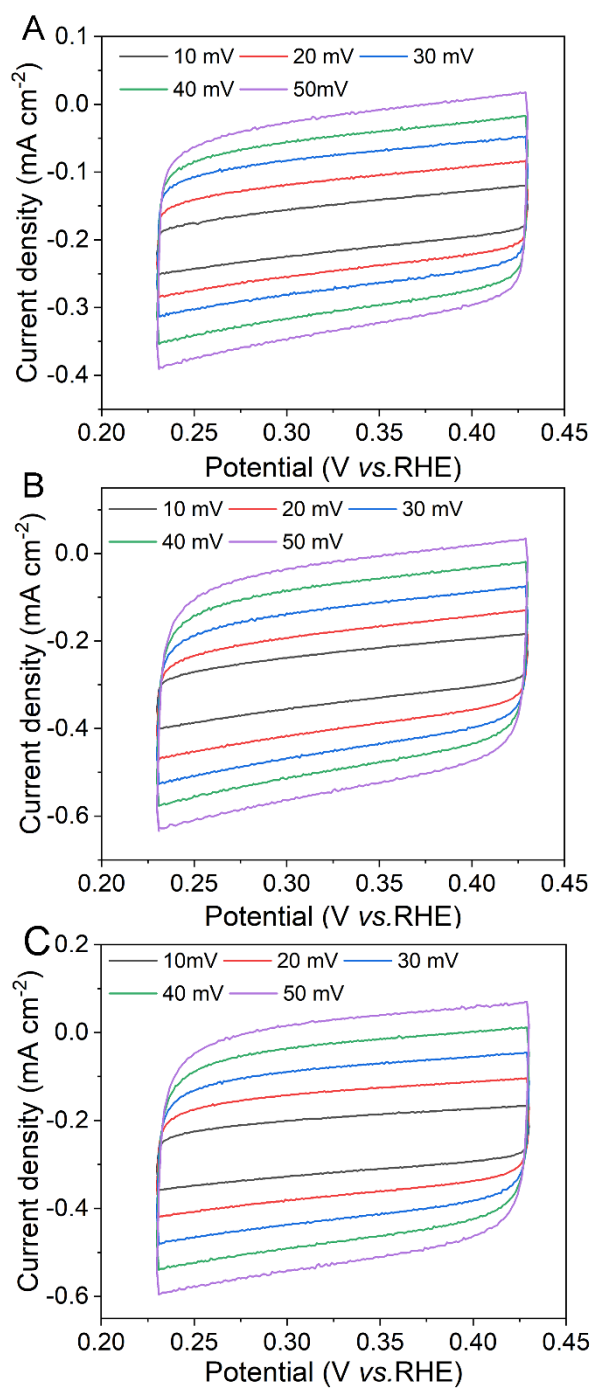 A
0.1
10 mV 20 mV 30 mV
40 mV 50mV
0.0
-0.1
-0.2
-0.3
-0.4
Current density (mA cm⁻²)
0.20 0.25 0.30 0.35 0.40 0.45
Potential (V vs.RHE)
B
10 mV 20 mV 30 mV
40 mV 50 mV
0.0
-0.2
-0.4
-0.6
Current density (mA cm⁻²)
0.20 0.25 0.30 0.35 0.40 0.45
Potential (V vs.RHE)
C
0.2
10mV 20 mV 30 mV
40 mV 50 mV
0.0
-0.2
-0.4
-0.6
Current density (mA cm⁻²)
0.20 0.25 0.30 0.35 0.40 0.45
Potential (V vs.RHE)